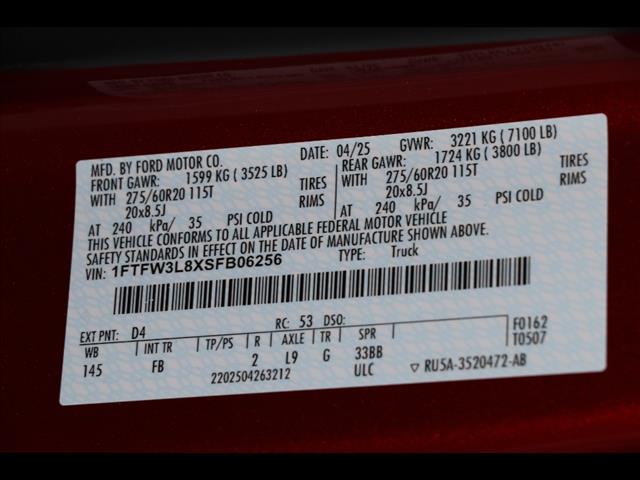 MFD. BY FORD MOTOR CO. DATE: 04/25 GVWR: 3221 KG (7100 LB)
FRONT GAWR: 1599 KG (3525 LB) REAR GAWR: 1724 KG (3800 LB)
WITH 275/60R20 115T TIRES WITH 275/60R20 115T TIRES
20x8.5J RIMS 20x8.5J RIMS
AT 240 kPa/ 35 PSI COLD AT 240 kPa/ 35 PSI COLD
THIS VEHICLE CONFORMS TO ALL APPLICABLE FEDERAL MOTOR VEHICLE
SAFETY STANDARDS IN EFFECT ON THE DATE OF MANUFACTURE SHOWN ABOVE.
VIN: 1FTFW3L8XSFB06256 TYPE: Truck
EXT PNT: D4 RC: 53 DSO: F0162
WB INT TR TP/PS R AXLE TR SPR T0507
145 FB 2 L9 G 33BB
2202504263212 ULC ▽ RU5A-3520472-AB